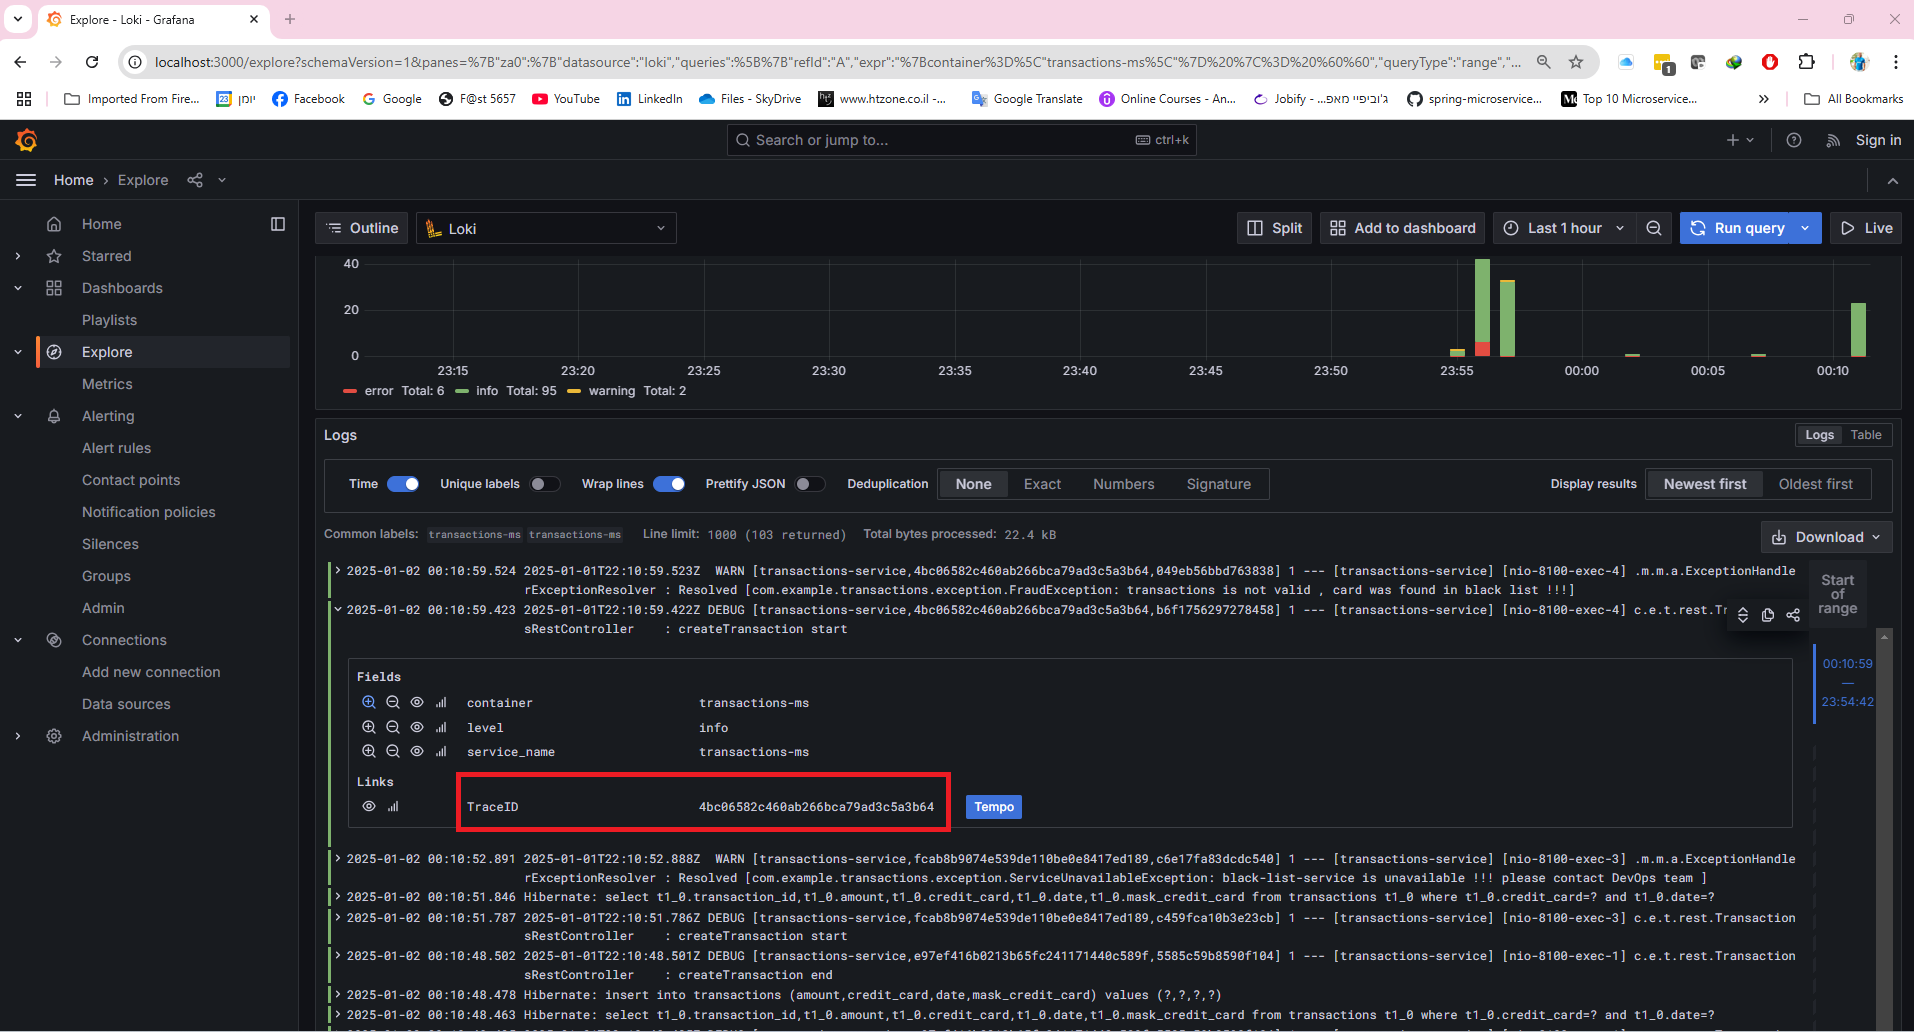 Explore - Loki - Grafana
localhost:3000/explore?schemaVersion=1&panes=%7B"za0":%7B"datasource":"loki","queries":%5B%7B"refId":"A","expr":"%7Bcontainer%3D%5C"transactions-ms%5C"%7D%20%7C%3D%20%60%60","queryType":"range","...
1
Imported From Fire...
יומן
Facebook
Google
F@st 5657
YouTube
LinkedIn
Files - SkyDrive
www.htzone.co.il -...
Google Translate
Online Courses - An...
Jobify - ג'וביפיי מאפ...
spring-microservice...
Top 10 Microservice...
All Bookmarks
Search or jump to...
ctrl+k
Sign in
Home › Explore
Home
Starred
Dashboards
Playlists
Explore
Metrics
Alerting
Alert rules
Contact points
Notification policies
Silences
Groups
Admin
Connections
Add new connection
Data sources
Administration
Outline
Loki
Split
Add to dashboard
Last 1 hour
Run query
Live
40
20
0
23:15 23:20 23:25 23:30 23:35 23:40 23:45 23:50 23:55 00:00 00:05 00:10
error Total: 6 info Total: 95 warning Total: 2
Logs
Logs Table
Time Unique labels Wrap lines Prettify JSON Deduplication None Exact Numbers Signature Display results Newest first Oldest first
Common labels: transactions-ms transactions-ms Line limit: 1000 (103 returned) Total bytes processed: 22.4 kB
Download
2025-01-02 00:10:59.524 2025-01-01T22:10:59.523Z  WARN [transactions-service,4bc06582c460ab266bca79ad3c5a3b64,049eb56bbd763838] 1 --- [transactions-service] [nio-8100-exec-4] .m.m.a.ExceptionHandle
rExceptionResolver : Resolved [com.example.transactions.exception.FraudException: transactions is not valid , card was found in black list !!!]
2025-01-02 00:10:59.423 2025-01-01T22:10:59.422Z DEBUG [transactions-service,4bc06582c460ab266bca79ad3c5a3b64,b6f1756297278458] 1 --- [transactions-service] [nio-8100-exec-4] c.e.t.rest.Tr
sRestController    : createTransaction start
Start
of
range
00:10:59
—
23:54:42
Fields
container transactions-ms
level info
service_name transactions-ms
Links
TraceID 4bc06582c460ab266bca79ad3c5a3b64 Tempo
2025-01-02 00:10:52.891 2025-01-01T22:10:52.888Z  WARN [transactions-service,fcab8b9074e539de110be0e8417ed189,c6e17fa83dcdc540] 1 --- [transactions-service] [nio-8100-exec-3] .m.m.a.ExceptionHandle
rExceptionResolver : Resolved [com.example.transactions.exception.ServiceUnavailableException: black-list-service is unavailable !!! please contact DevOps team ]
2025-01-02 00:10:51.846 Hibernate: select t1_0.transaction_id,t1_0.amount,t1_0.credit_card,t1_0.date,t1_0.mask_credit_card from transactions t1_0 where t1_0.credit_card=? and t1_0.date=?
2025-01-02 00:10:51.787 2025-01-01T22:10:51.786Z DEBUG [transactions-service,fcab8b9074e539de110be0e8417ed189,c459fca10b3e23cb] 1 --- [transactions-service] [nio-8100-exec-3] c.e.t.rest.Transaction
sRestController    : createTransaction start
2025-01-02 00:10:48.502 2025-01-01T22:10:48.501Z DEBUG [transactions-service,e97ef416b0213b65fc241171440c589f,5585c59b8590f104] 1 --- [transactions-service] [nio-8100-exec-1] c.e.t.rest.Transaction
sRestController    : createTransaction end
2025-01-02 00:10:48.478 Hibernate: insert into transactions (amount,credit_card,date,mask_credit_card) values (?,?,?,?)
2025-01-02 00:10:48.463 Hibernate: select t1_0.transaction_id,t1_0.amount,t1_0.credit_card,t1_0.date,t1_0.mask_credit_card from transactions t1_0 where t1_0.credit_card=? and t1_0.date=?